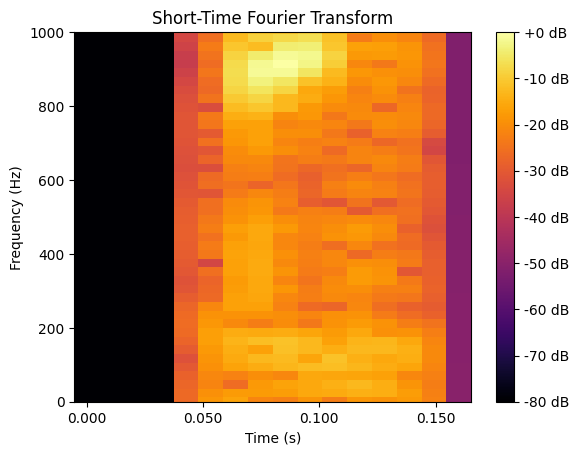 Short-Time Fourier Transform
1000
800
600
400
200
0
Frequency (Hz)
0.000
0.050
0.100
0.150
Time (s)
+0 dB
-10 dB
-20 dB
-30 dB
-40 dB
-50 dB
-60 dB
-70 dB
-80 dB